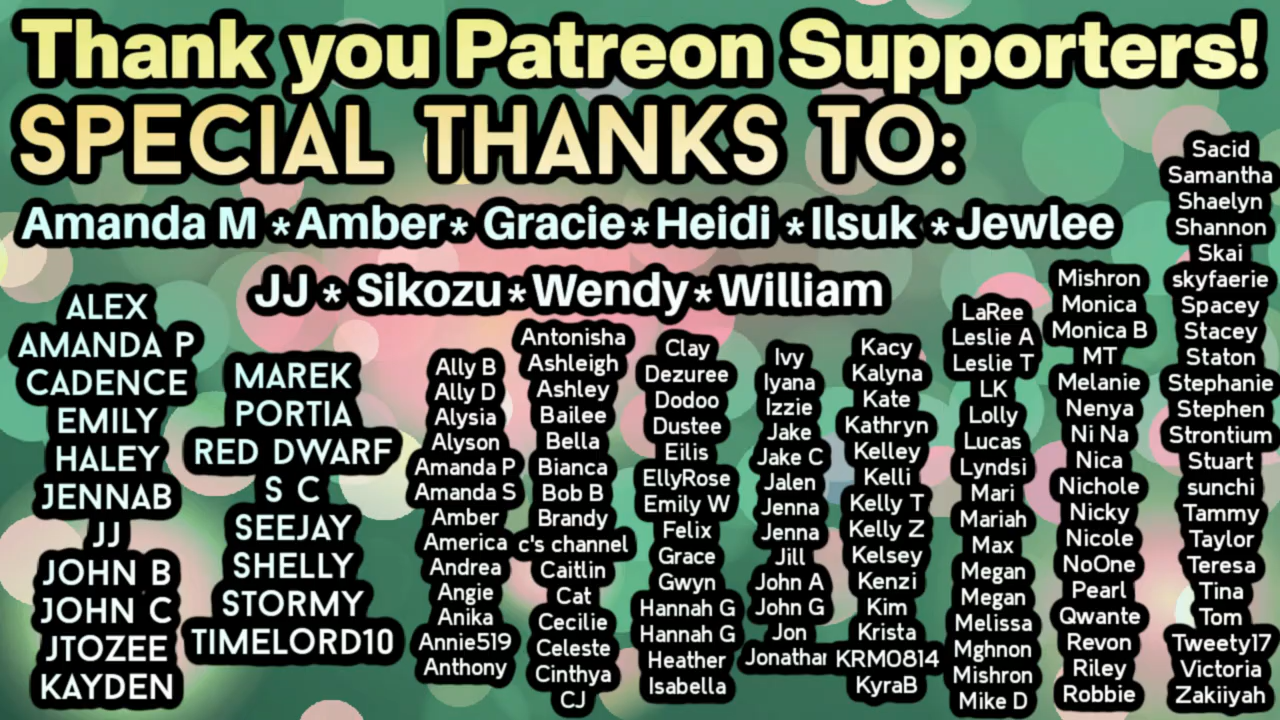 Thank you Patreon Supporters!
SPECIAL THANKS TO:
Amanda M * Amber * Gracie * Heidi * Ilsuk * Jewlee
JJ * Sikozu * Wendy * William
ALEX
AMANDA P
CADENCE
EMILY
HALEY
JENNAB
JJ
JOHN B
JOHN C
JTOZEE
KAYDEN
MAREK
PORTIA
RED DWARF
S C
SEEJAY
SHELLY
STORMY
TIMELORD10
Ally B
Ally D
Alysia
Alyson
Amanda P
Amanda S
Amber
America
Andrea
Angie
Anika
Annie519
Anthony
Antonisha
Ashleigh
Ashley
Bailee
Bella
Bianca
Bob B
Brandy
c's channel
Caitlin
Cat
Cecilie
Celeste
Cinthya
CJ
Clay
Dezuree
Dodoo
Dustee
Eilis
EllyRose
Emily W
Felix
Grace
Gwyn
Hannah G
Hannah G
Heather
Isabella
Ivy
Iyana
Izzie
Jake
Jake C
Jalen
Jenna
Jenna
Jill
John A
John G
Jon
Jonathan
Kacy
Kalyna
Kate
Kathryn
Kelley
Kelli
Kelly T
Kelly Z
Kelsey
Kenzi
Kim
Krista
KRM0814
KyraB
LaRee
Leslie A
Leslie T
LK
Lolly
Lucas
Lyndsi
Mari
Mariah
Max
Megan
Megan
Melissa
Mghnon
Mishron
Mike D
Mishron
Monica
Monica B
MT
Melanie
Nenya
Ni Na
Nica
Nichole
Nicky
Nicole
NoOne
Pearl
Qwante
Revon
Riley
Robbie
Sacid
Samantha
Shaelyn
Shannon
Skai
skyfaerie
Spacey
Stacey
Staton
Stephanie
Stephen
Strontium
Stuart
sunchi
Tammy
Taylor
Teresa
Tina
Tom
Tweety17
Victoria
Zakiiyah